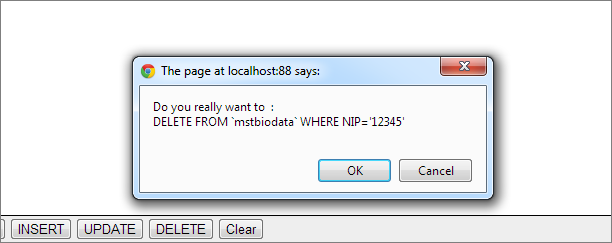 The page at localhost:88 says:
Do you really want to :
DELETE FROM `mstbiodata` WHERE NIP='12345'
OK Cancel
INSERT UPDATE DELETE Clear